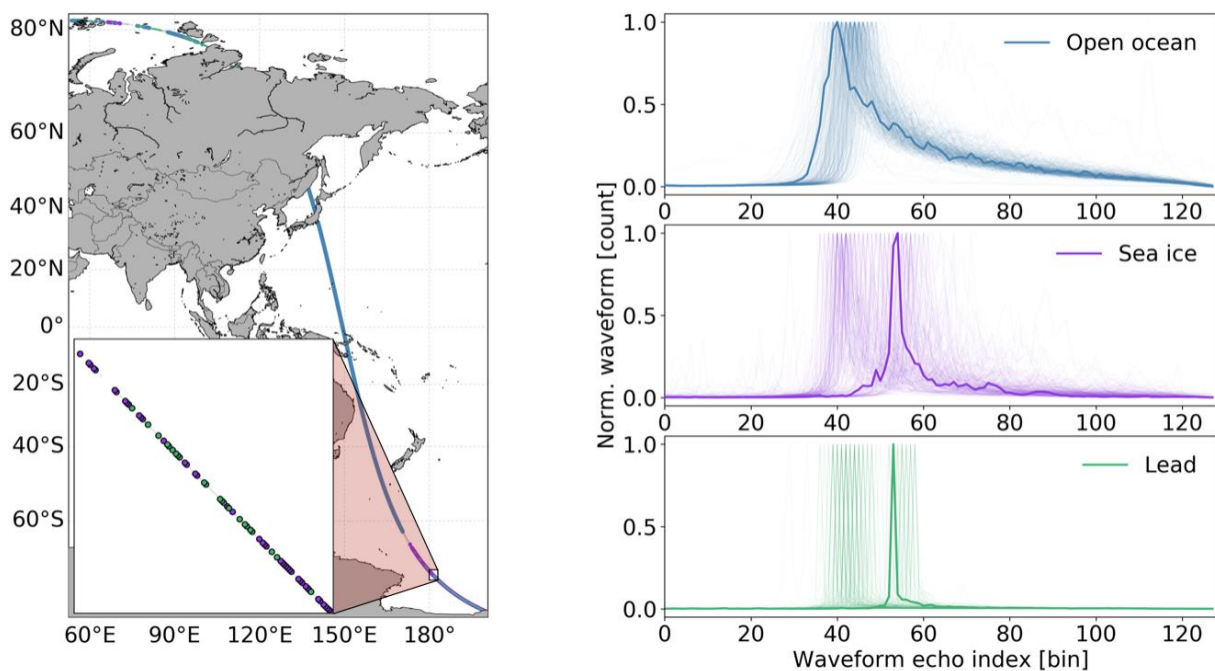 80°N
60°N
40°N
20°N
0°
20°S
40°S
60°S
60°E 90°E 120°E 150°E 180°
Norm. waveform [count]
1.0
0.5
0.0
Open ocean
0 20 40 60 80 100 120
1.0
0.5
0.0
Sea ice
0 20 40 60 80 100 120
1.0
0.5
0.0
Lead
0 20 40 60 80 100 120
Waveform echo index [bin]